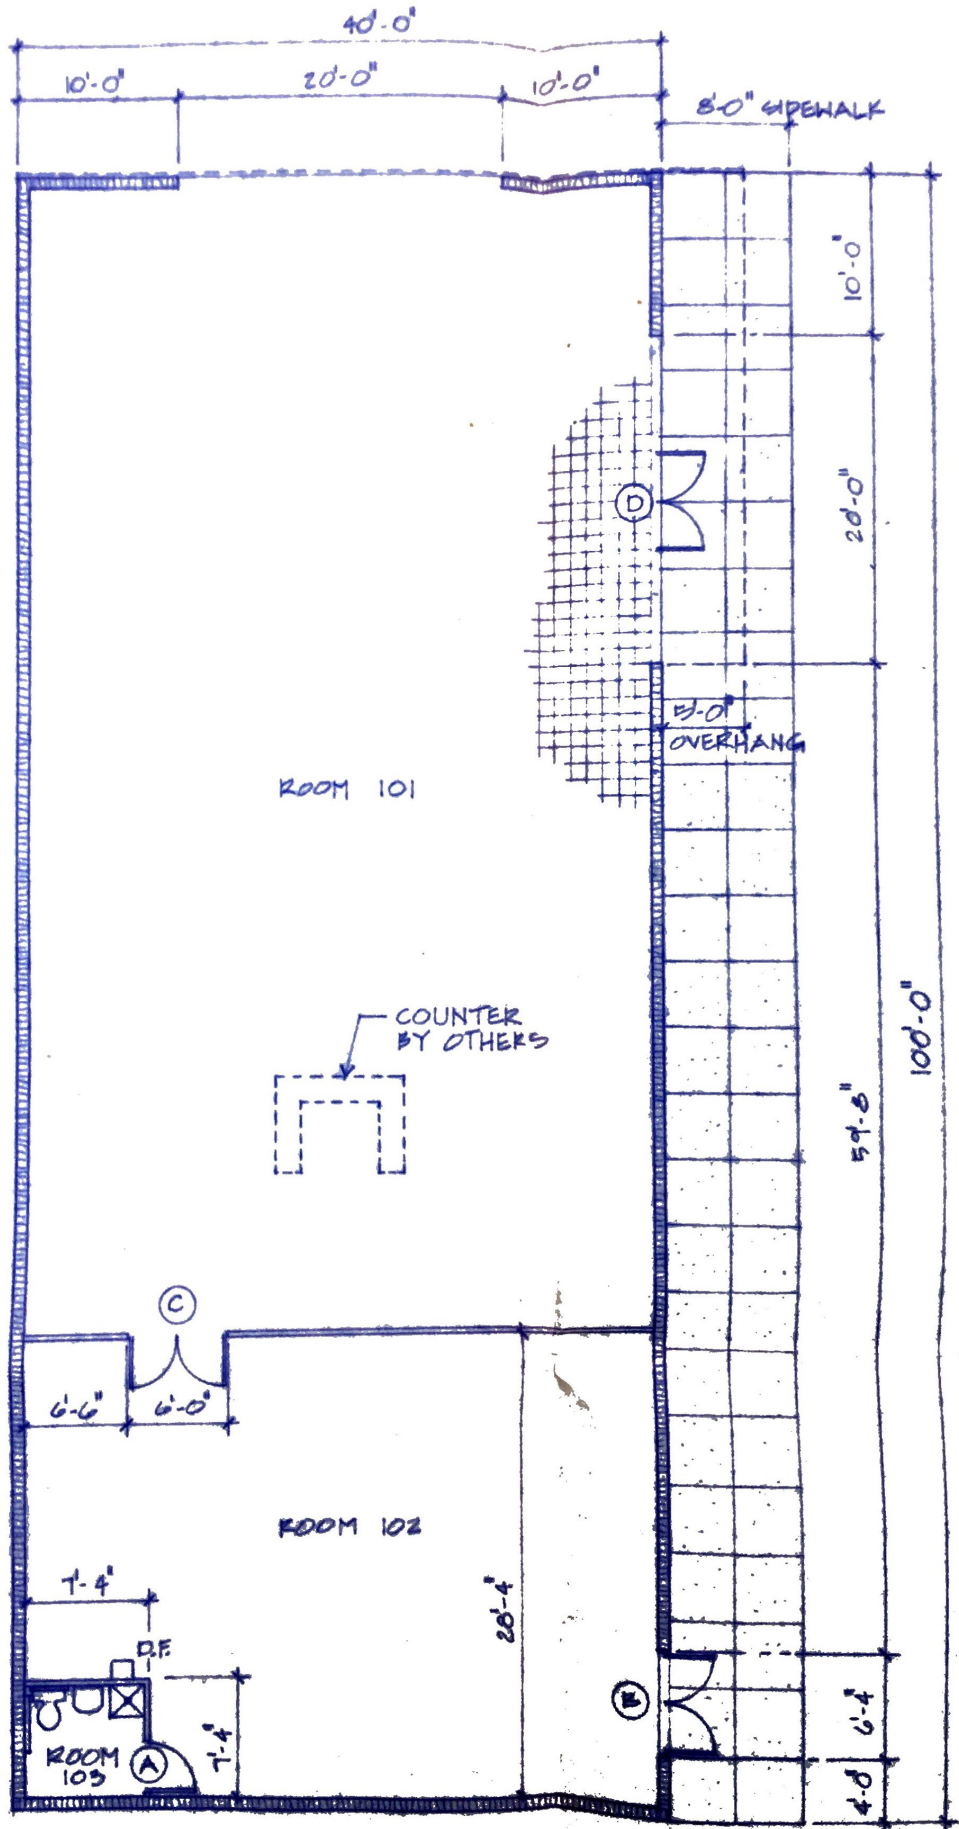 40'-0"
10'-0"
20'-0"
10'-0"
8'-0" SIDEWALK
10'-0"
20'-0"
D
5'-0"
OVERHANG
ROOM 101
COUNTER
BY OTHERS
100'-0"
59'-8"
C
6'-6"
6'-0"
ROOM 102
7'-4"
28'-4"
D.F.
B
6'-4"
7'-4"
ROOM
103
A
4'-0"